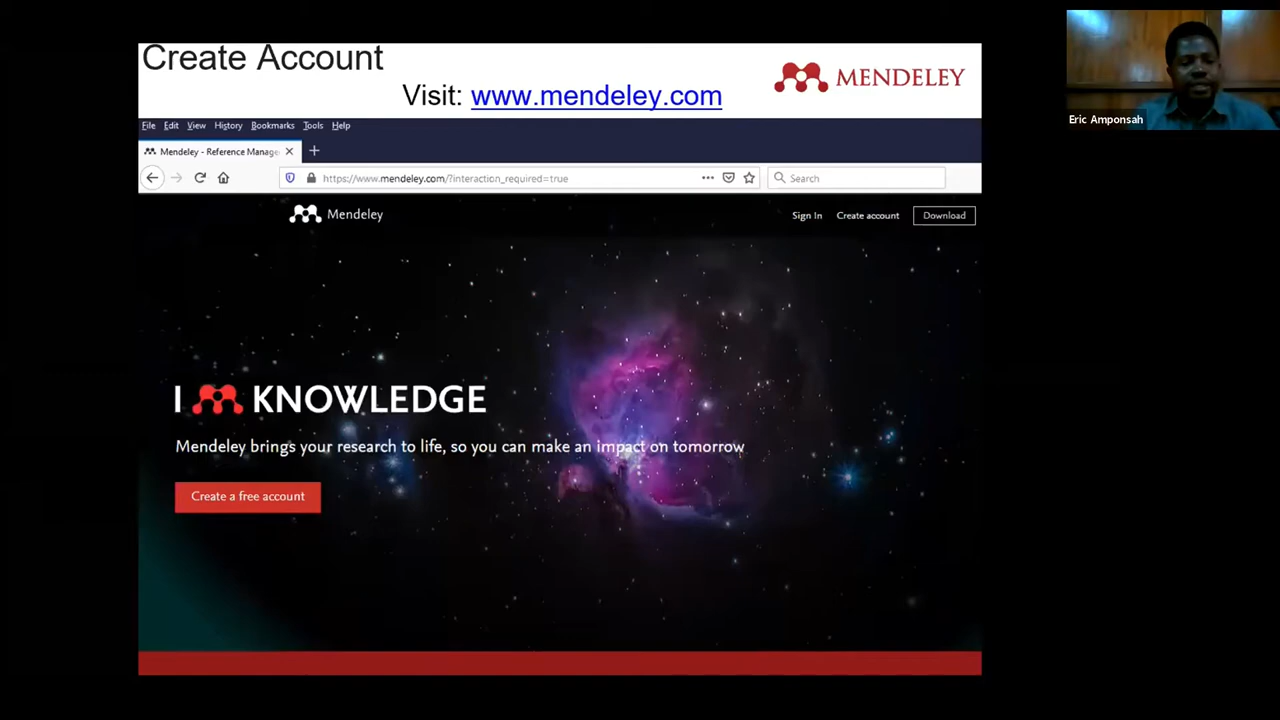 Create Account
Visit: www.mendeley.com
MENDELEY
Eric Amponsah
File Edit View History Bookmarks Tools Help
Mendeley - Reference Manage
https://www.mendeley.com/?interaction_required=true
Search
Mendeley
Sign In Create account Download
I KNOWLEDGE
Mendeley brings your research to life, so you can make an impact on tomorrow
Create a free account